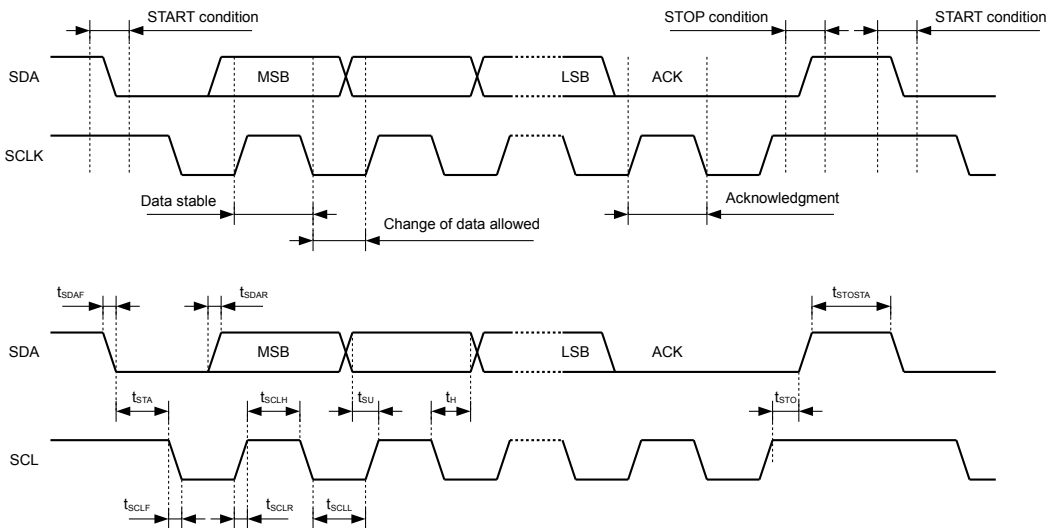 START condition
STOP condition
START condition
SDA
MSB
LSB
ACK
SCLK
Data stable
Change of data allowed
Acknowledgment
tSDAF
tSDAR
tSTOSTA
SDA
MSB
LSB
ACK
tSTA
tSCLH
tSU
tH
tSTO
SCL
tSCLF
tSCLR
tSCLL